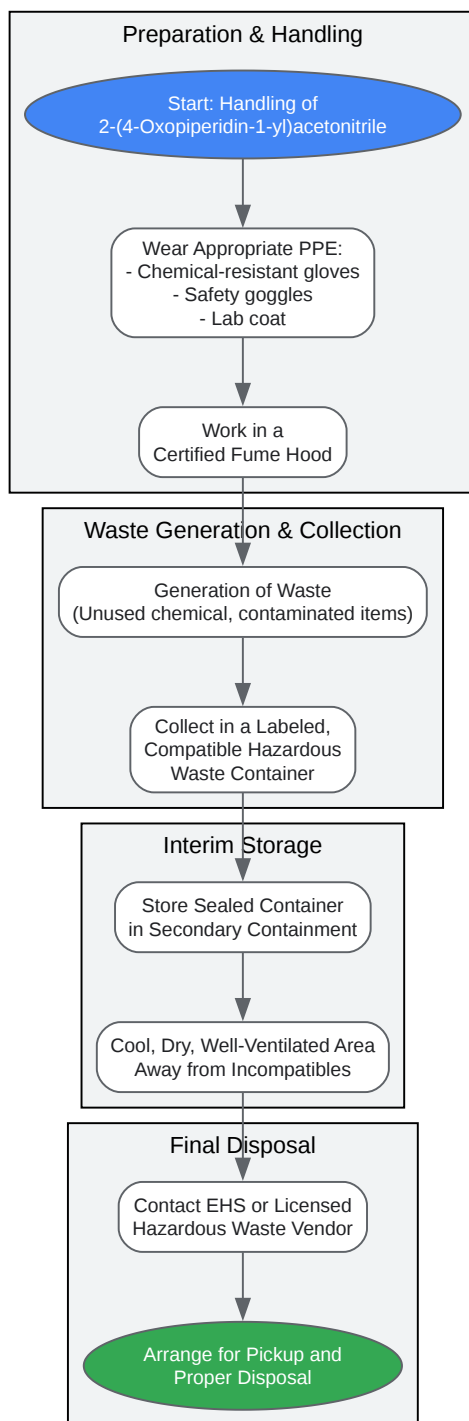 Preparation & Handling
Start: Handling of
2-(4-Oxopiperidin-1-yl)acetonitrile
Wear Appropriate PPE:
- Chemical-resistant gloves
- Safety goggles
- Lab coat
Work in a
Certified Fume Hood
Waste Generation & Collection
Generation of Waste
(Unused chemical, contaminated items)
Collect in a Labeled,
Compatible Hazardous
Waste Container
Interim Storage
Store Sealed Container
in Secondary Containment
Cool, Dry, Well-Ventilated Area
Away from Incompatibles
Final Disposal
Contact EHS or Licensed
Hazardous Waste Vendor
Arrange for Pickup and
Proper Disposal